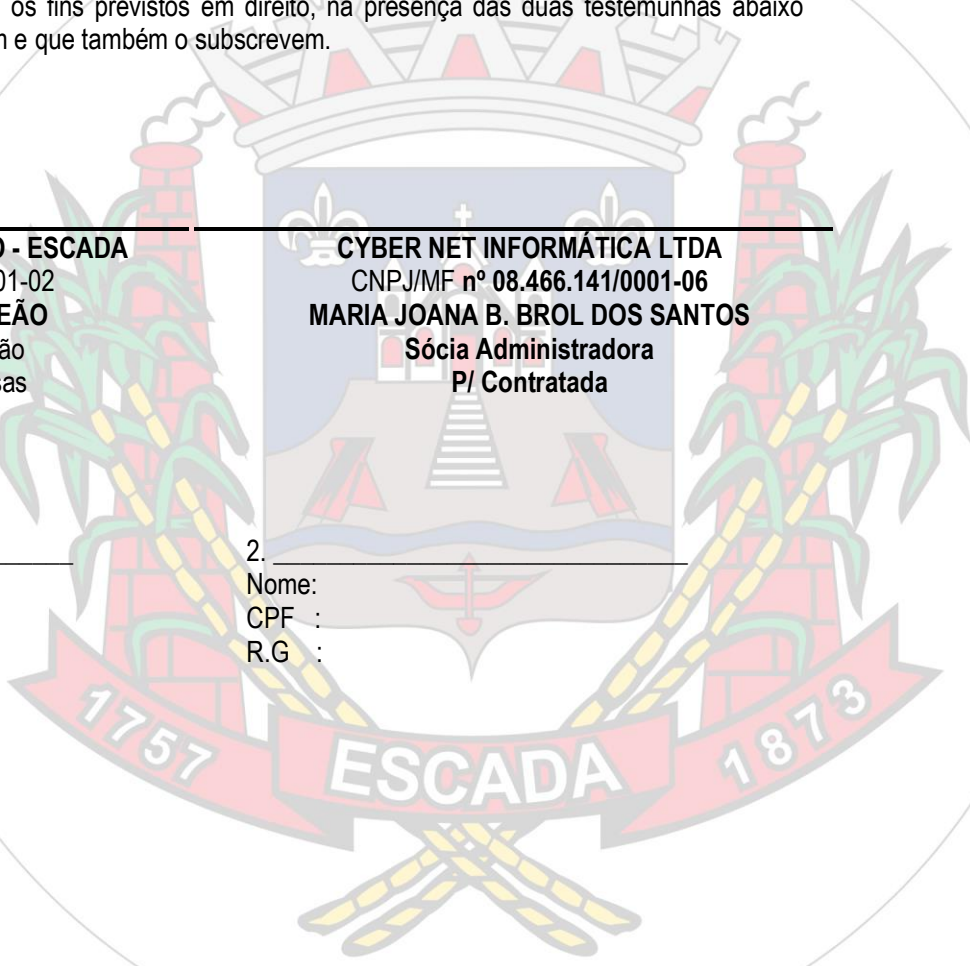 os fins previstos em direito, na presença das duas testemunhas abaixo
e que também o subscrevem.
- ESCADA
01-02
EÃO
ão
sas
CYBER NET INFORMÁTICA LTDA
CNPJ/MF nº 08.466.141/0001-06
MARIA JOANA B. BROL DOS SANTOS
Sócia Administradora
P/ Contratada
2. ______________________________
Nome:
CPF :
R.G :
1757
ESCADA
1873